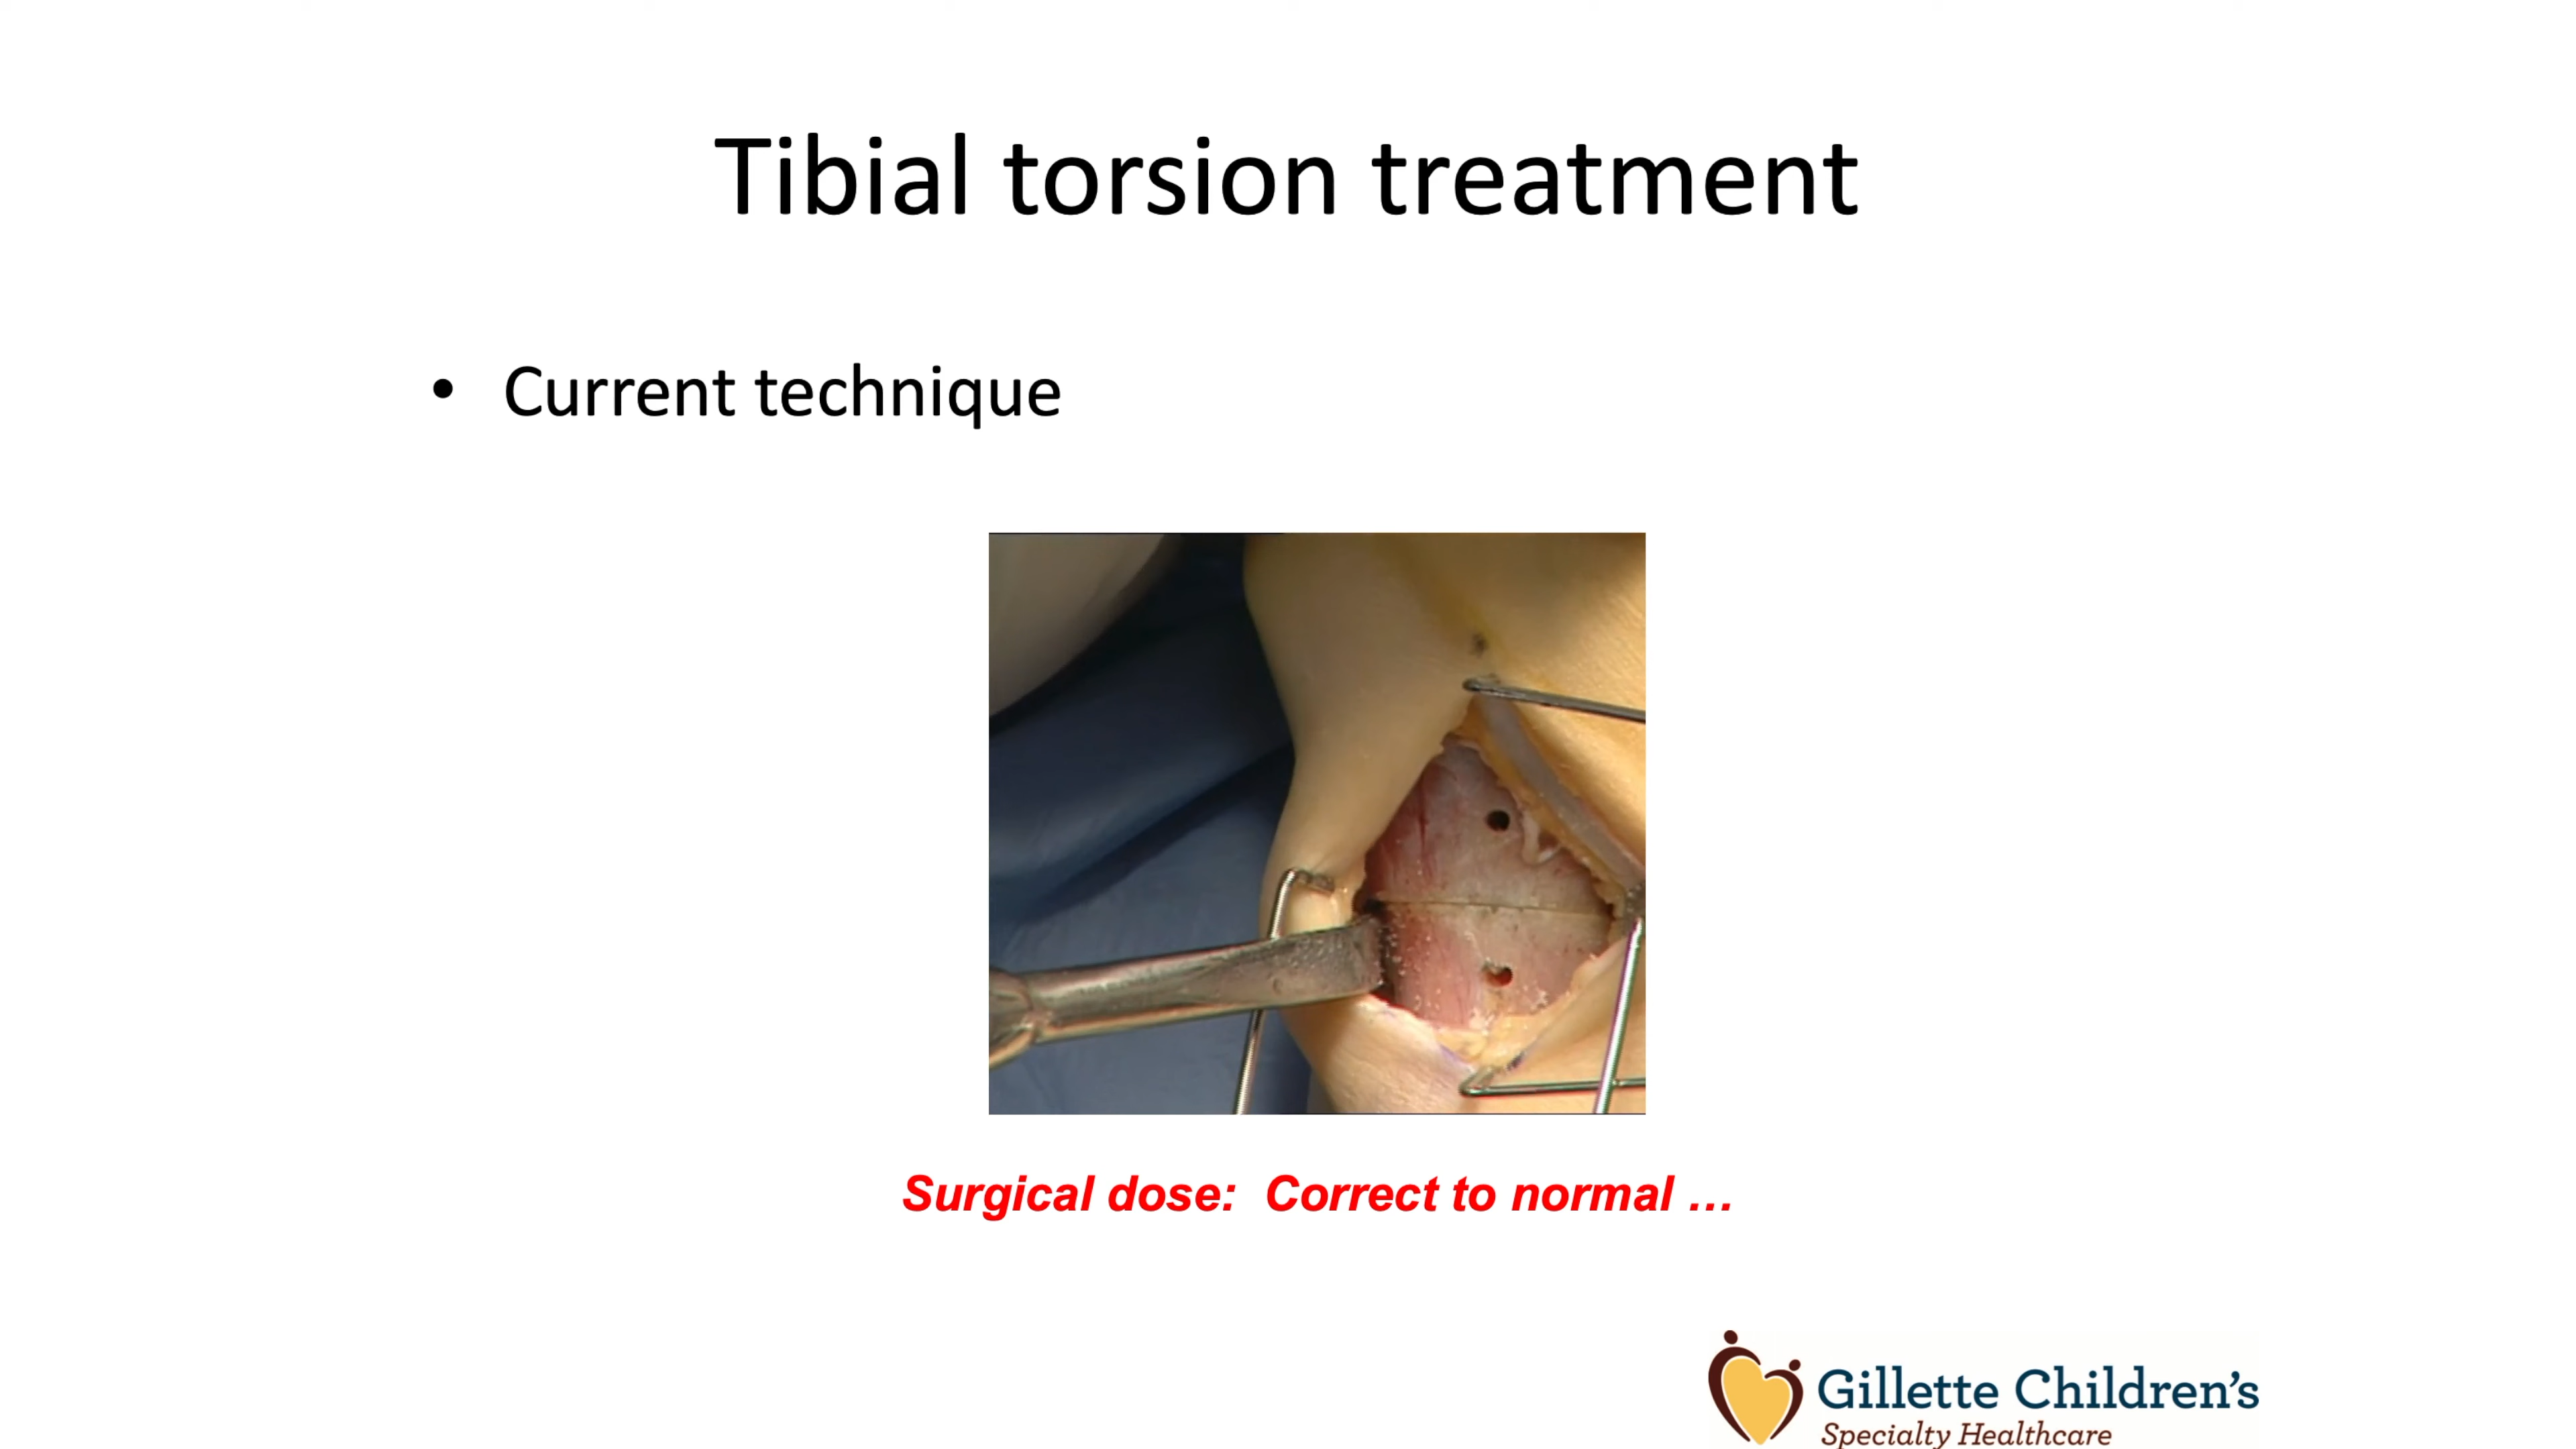 Tibial torsion treatment
• Current technique
Surgical dose: Correct to normal ...
Gillette Children's
Specialty Healthcare